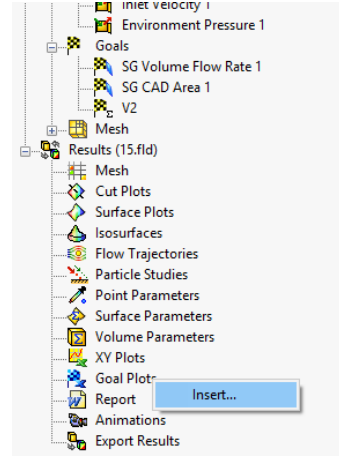 Inlet Velocity 1
Environment Pressure 1
Goals
SG Volume Flow Rate 1
SG CAD Area 1
V2
Mesh
Results (15.fld)
Mesh
Cut Plots
Surface Plots
Isosurfaces
Flow Trajectories
Particle Studies
Point Parameters
Surface Parameters
Volume Parameters
XY Plots
Goal Plots
Insert...
Report
Animations
Export Results